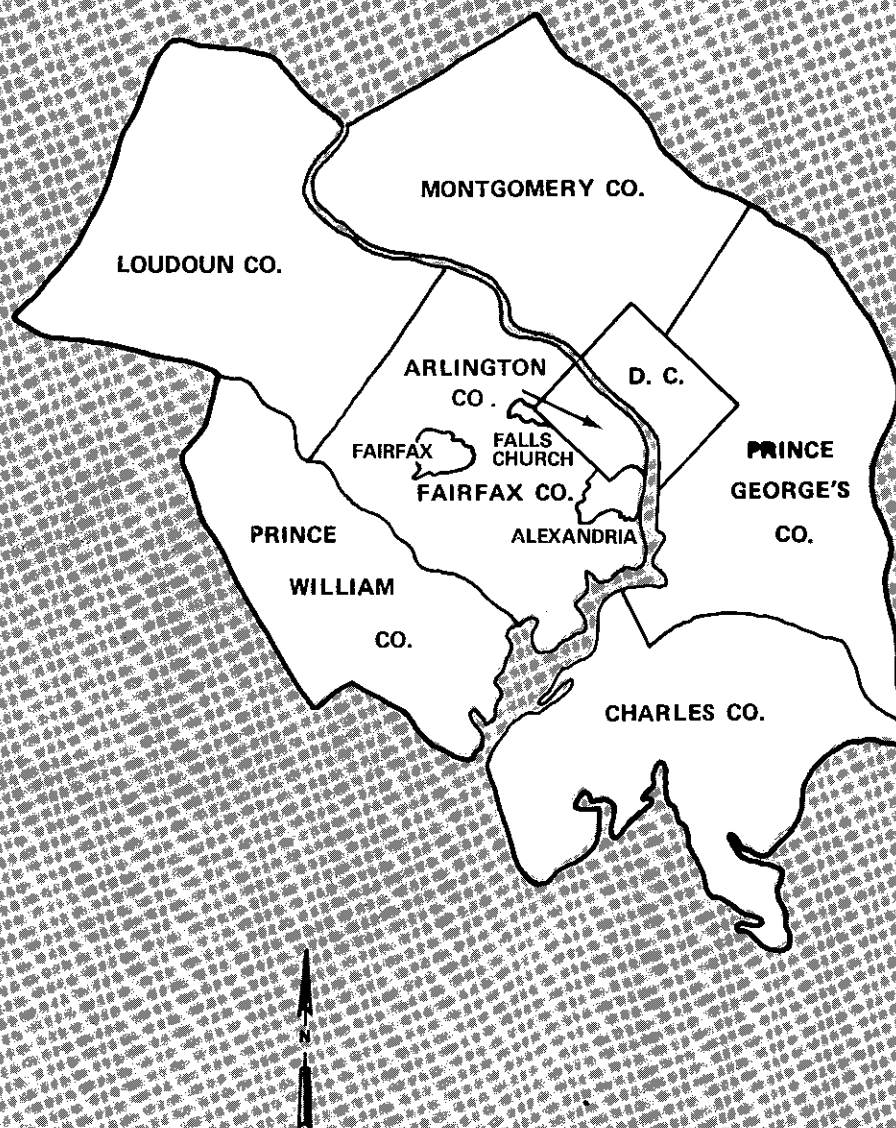 MONTGOMERY CO.
LOUDOUN CO.
ARLINGTON
CO.
D. C.
FAIRFAX
FALLS
CHURCH
FAIRFAX CO.
PRINCE
GEORGE'S
CO.
ALEXANDRIA
PRINCE
WILLIAM
CO.
CHARLES CO.
N